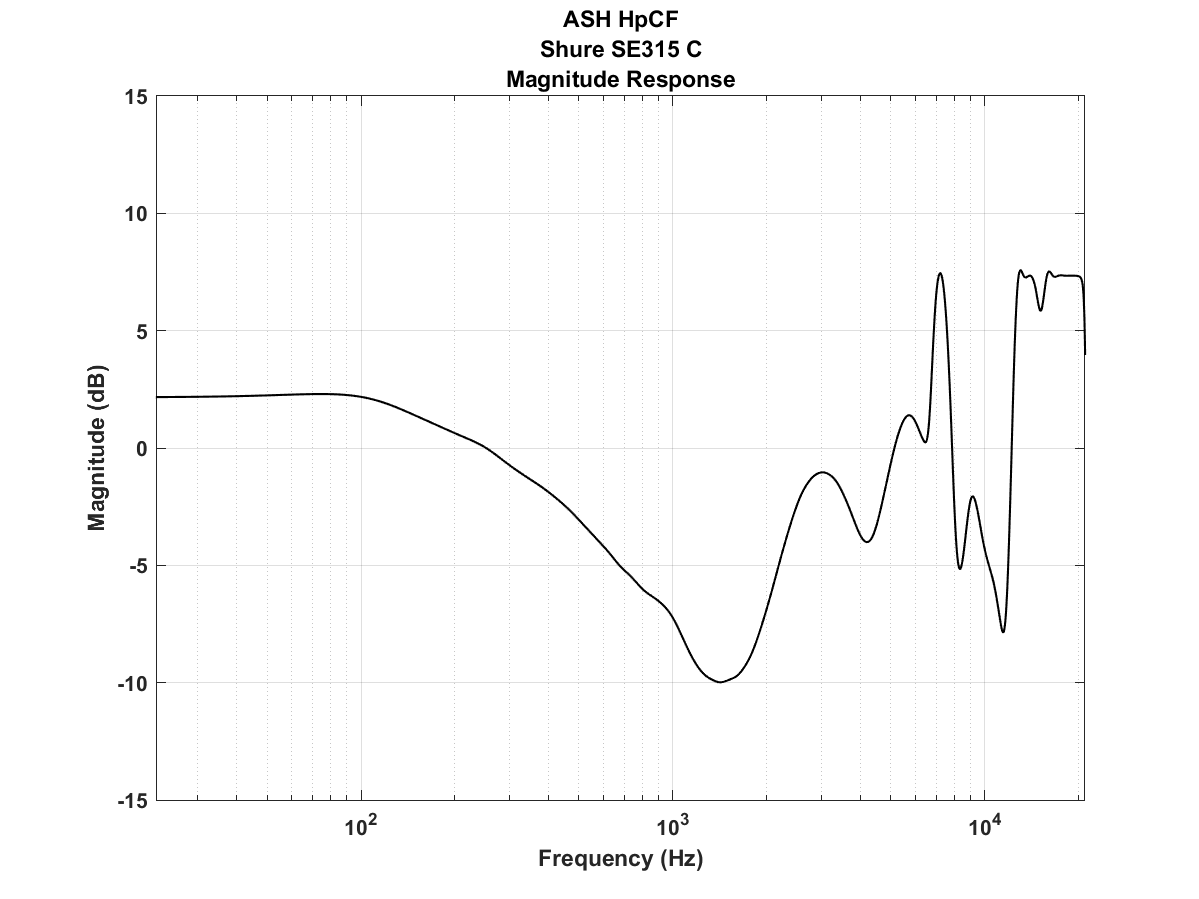 ASH HpCF
Shure SE315 C
Magnitude Response
15
10
5
0
-5
-10
-15
Magnitude (dB)
10²
10³
10⁴
Frequency (Hz)